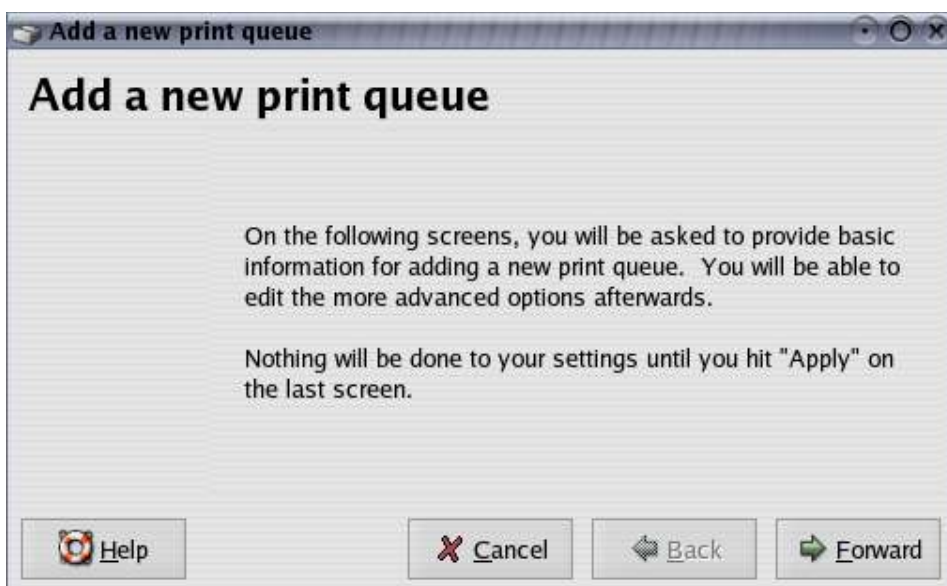 Add a new print queue
Add a new print queue
On the following screens, you will be asked to provide basic
information for adding a new print queue.  You will be able to
edit the more advanced options afterwards.
Nothing will be done to your settings until you hit "Apply" on
the last screen.
Help
Cancel
Back
Forward